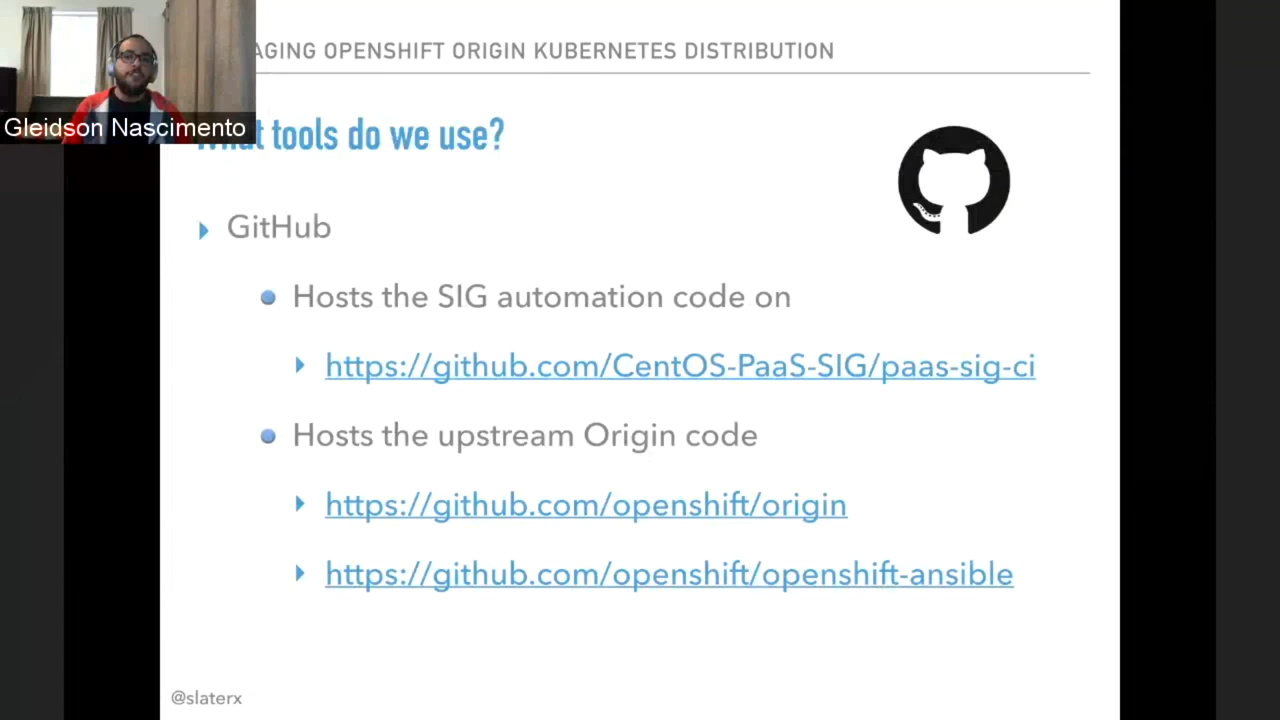 AGING OPENSHIFT ORIGIN KUBERNETES DISTRIBUTION
Gleidson Nascimento
tools do we use?
GitHub
Hosts the SIG automation code on
https://github.com/CentOS-PaaS-SIG/paas-sig-ci
Hosts the upstream Origin code
https://github.com/openshift/origin
https://github.com/openshift/openshift-ansible
@slaterx